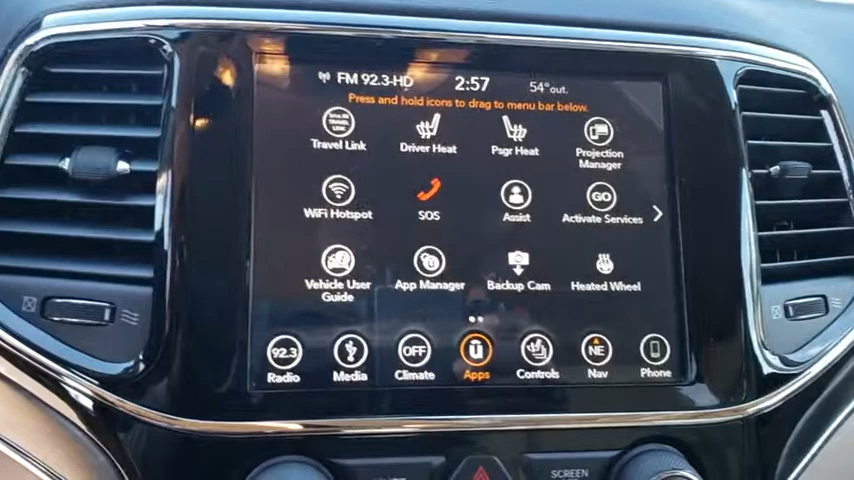 FM 92.3-HD 2:57 54° out.
Press and hold icons to drag to menu bar below.
TRAVEL LINK
Travel Link Driver Heat Psgr Heat Projection Manager
GO
WiFi Hotspot SOS Assist Activate Services
Vehicle User Guide App Manager Backup Cam Heated Wheel
92.3 OFF NE
Radio Media Climate Apps Controls Nav Phone
SCREEN